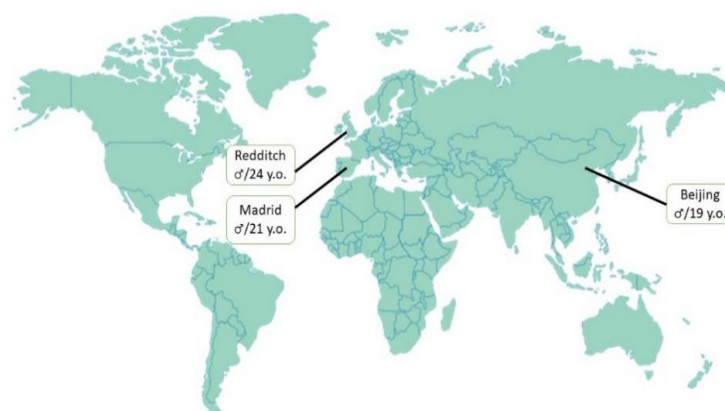 Redditch
♂/24 y.o.
Madrid
♂/21 y.o.
Beijing
♂/19 y.o.